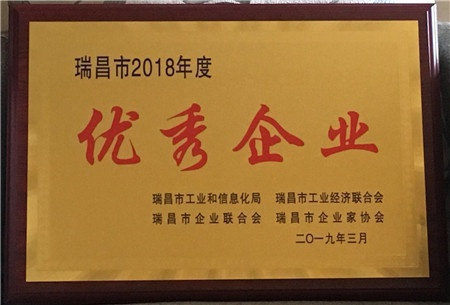 瑞昌市2018年度
优秀企业
瑞昌市工业和信息化局 瑞昌市工业经济联合会
瑞昌市企业联合会 瑞昌市企业家协会
二〇一九年三月